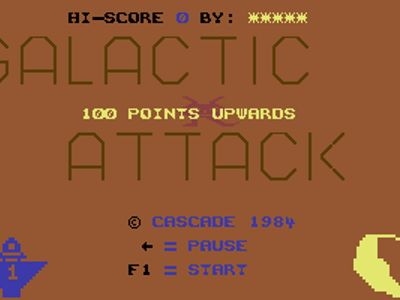 HI-SCORE 0 BY: *****
GALACTIC
100 POINTS UPWARDS
ATTACK
© CASCADE 1984
← = PAUSE
F1 = START
1